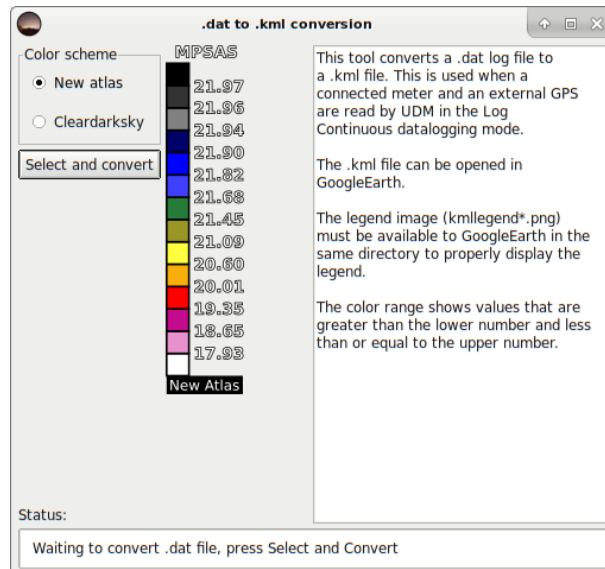 .dat to .kml conversion
Color scheme
New atlas
Cleardarksky
Select and convert
MPSAS
21.97
21.96
21.94
21.90
21.82
21.68
21.45
21.09
20.60
20.01
19.35
18.65
17.93
New Atlas
This tool converts a .dat log file to
a .kml file. This is used when a
connected meter and an external GPS
are read by UDM in the Log
Continuous datalogging mode.
The .kml file can be opened in
GoogleEarth.
The legend image (kmllegend*.png)
must be available to GoogleEarth in the
same directory to properly display the
legend.
The color range shows values that are
greater than the lower number and less
than or equal to the upper number.
Status:
Waiting to convert .dat file, press Select and Convert